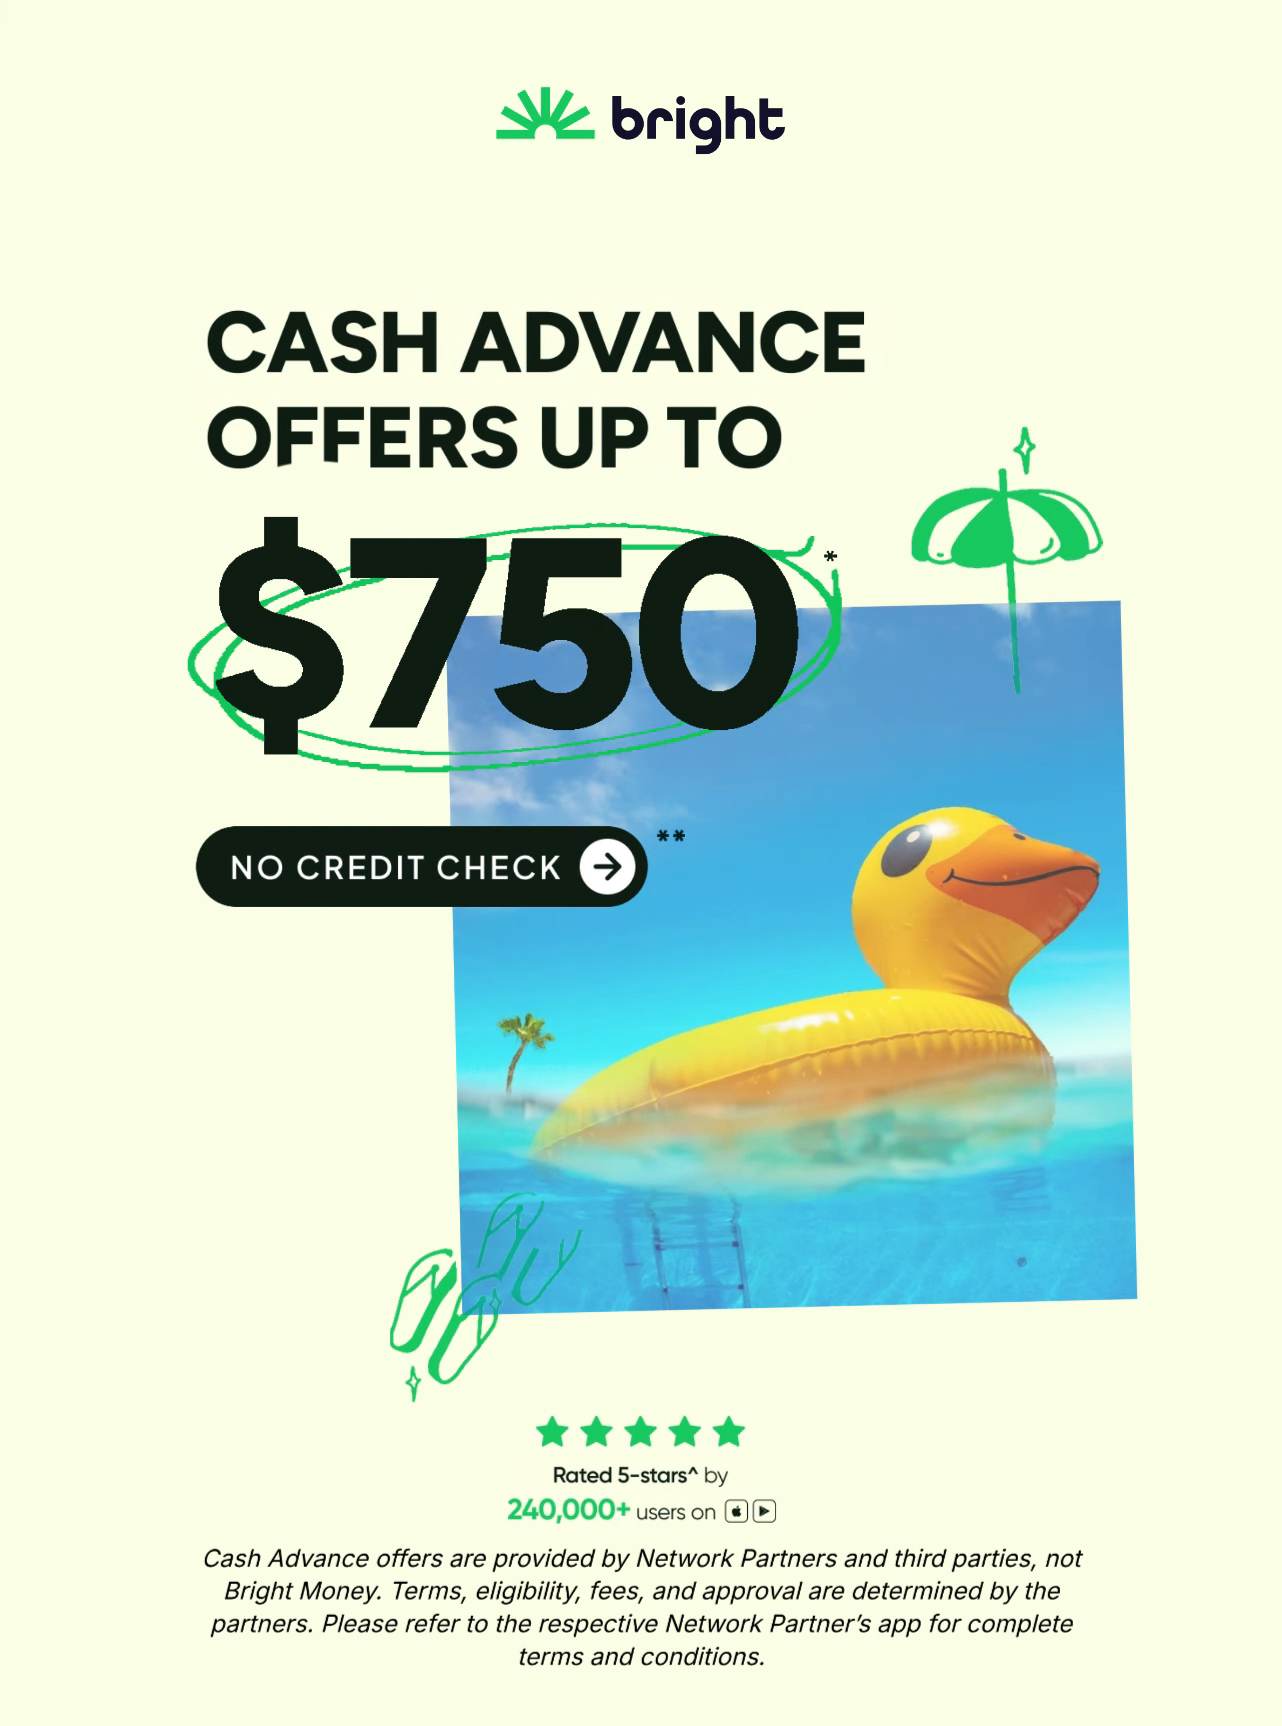 bright
CASH ADVANCE
OFFERS UP TO
$750*
NO CREDIT CHECK **
Rated 5-stars^ by
240,000+ users on
Cash Advance offers are provided by Network Partners and third parties, not
Bright Money. Terms, eligibility, fees, and approval are determined by the
partners. Please refer to the respective Network Partner’s app for complete
terms and conditions.